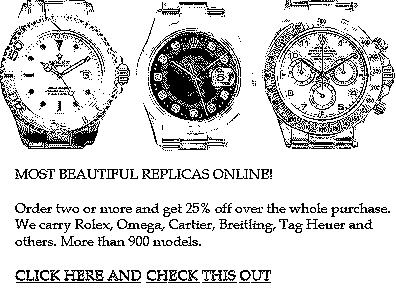 MOST BEAUTIFUL REPLICAS ONLINE!
Order two or more and get 25% off over the whole purchase.
We carry Rolex, Omega, Cartier, Breitling, Tag Heuer and
others. More than 900 models.
CLICK HERE AND CHECK THIS OUT